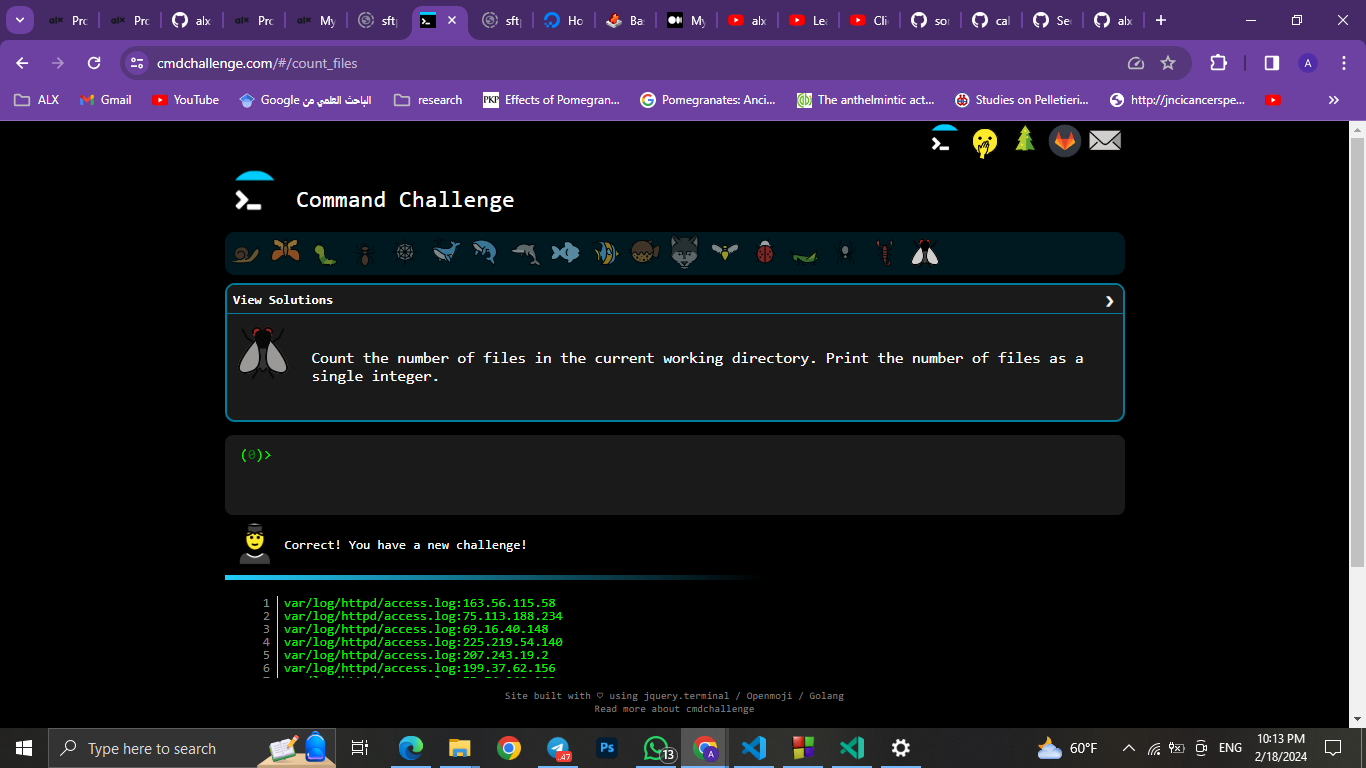 Pro
Pro
alx
Pro
My
sftp
sftp
Ho
Ba
My
alx
Lea
Clic
son
cal
Sec
alx
cmdchallenge.com/#/count_files
A
ALX
Gmail
YouTube
الباحث العلمي من Google
research
PKP Effects of Pomegran...
Pomegranates: Anci...
The anthelmintic act...
Studies on Pelletieri...
http://jncicancerspe...
Command Challenge
View Solutions
Count the number of files in the current working directory. Print the number of files as a
single integer.
(0)>
Correct! You have a new challenge!
1 var/log/httpd/access.log:163.56.115.58
2 var/log/httpd/access.log:75.113.188.234
3 var/log/httpd/access.log:69.16.40.148
4 var/log/httpd/access.log:225.219.54.140
5 var/log/httpd/access.log:207.243.19.2
6 var/log/httpd/access.log:199.37.62.156
Site built with ♡ using jquery.terminal / Openmoji / Golang
Read more about cmdchallenge
Type here to search
47
Ps
13
A
60°F
ENG
10:13 PM
2/18/2024